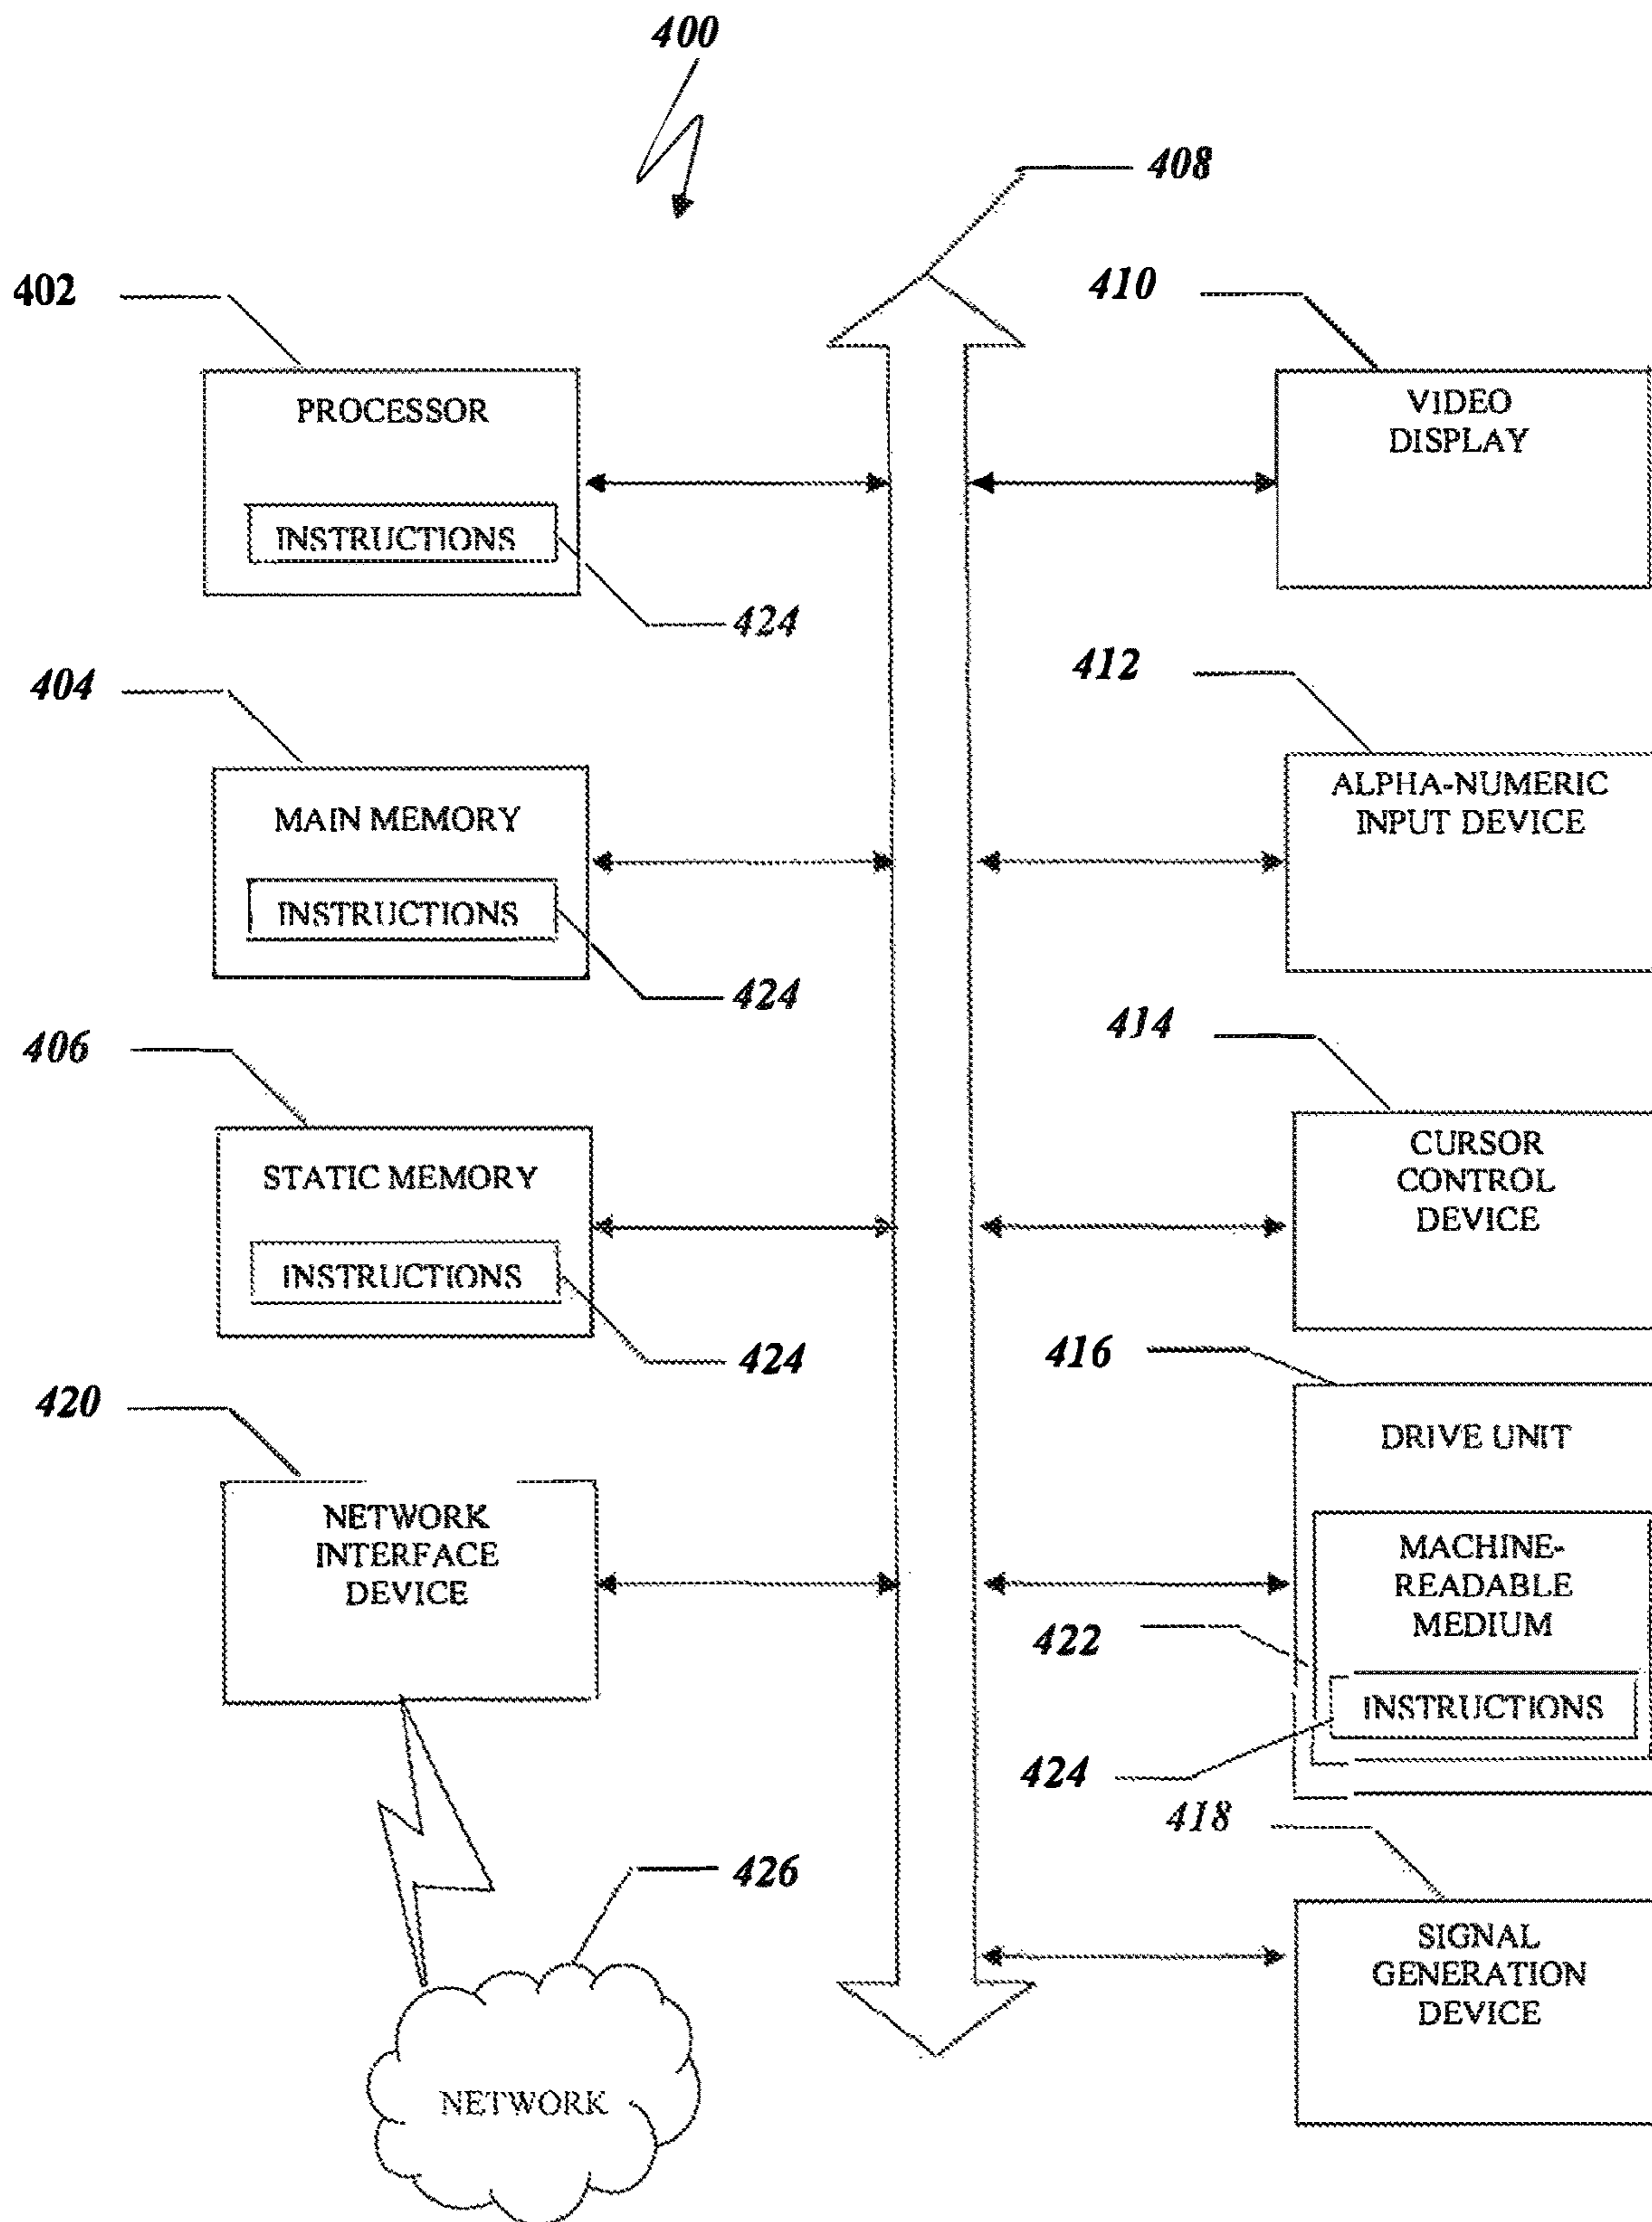 400
408
402
410
PROCESSOR
VIDEO
DISPLAY
INSTRUCTIONS
424
404
412
MAIN MEMORY
ALPHA-NUMERIC
INPUT DEVICE
INSTRUCTIONS
424
406
414
STATIC MEMORY
CURSOR
CONTROL
DEVICE
INSTRUCTIONS
424
416
420
DRIVE UNIT
NETWORK
INTERFACE
DEVICE
MACHINE-
READABLE
MEDIUM
422
INSTRUCTIONS
424
418
426
SIGNAL
GENERATION
DEVICE
NETWORK